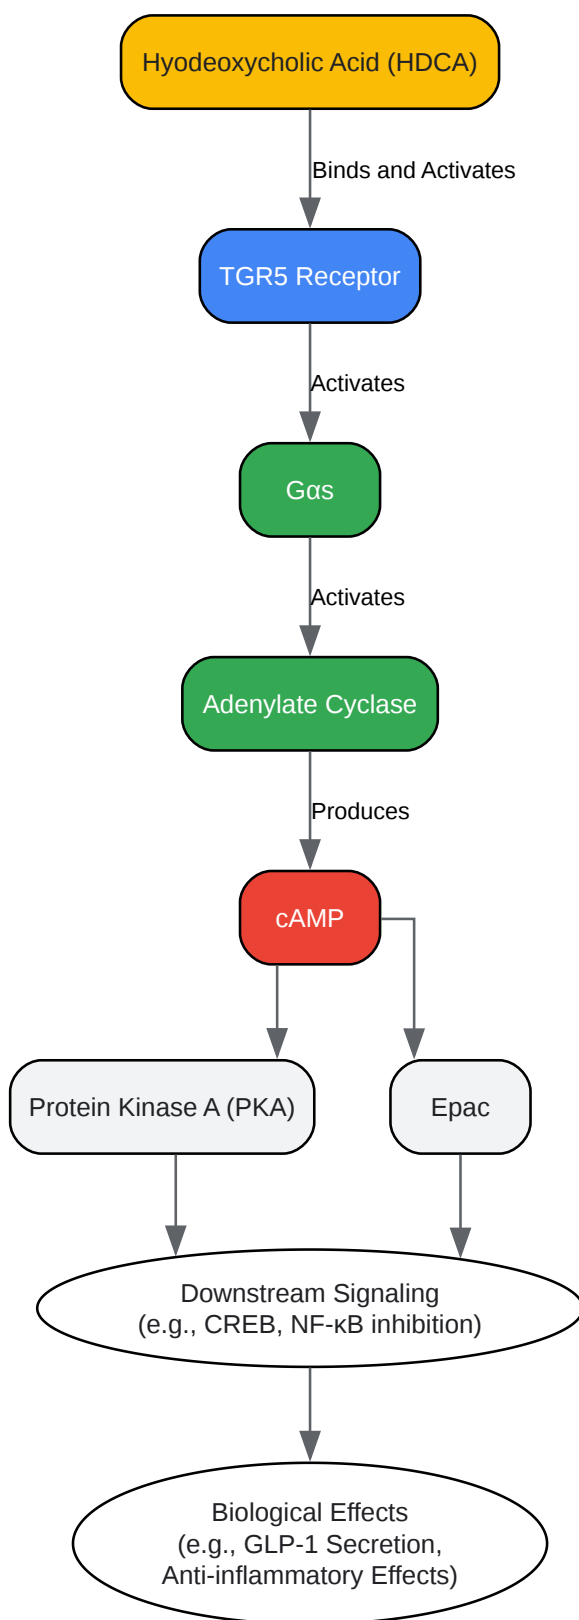 Hyodeoxycholic Acid (HDCA)
Binds and Activates
TGR5 Receptor
Activates
Gαs
Activates
Adenylate Cyclase
Produces
cAMP
Protein Kinase A (PKA)
Epac
Downstream Signaling
(e.g., CREB, NF-κB inhibition)
Biological Effects
(e.g., GLP-1 Secretion,
Anti-inflammatory Effects)